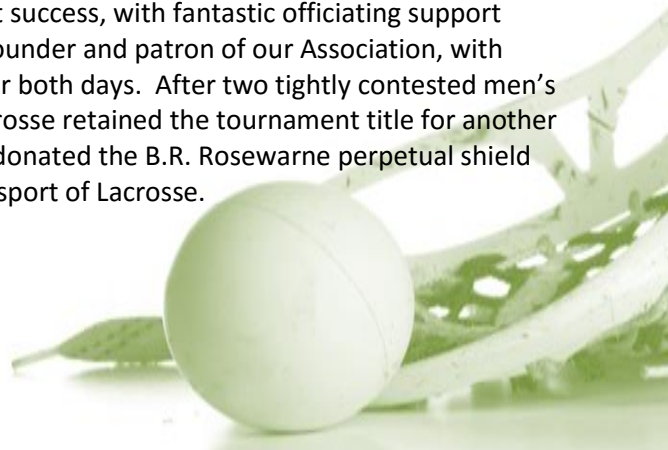 t success, with fantastic officiating support
ounder and patron of our Association, with
r both days.  After two tightly contested men's
rosse retained the tournament title for another
donated the B.R. Rosewarne perpetual shield
sport of Lacrosse.